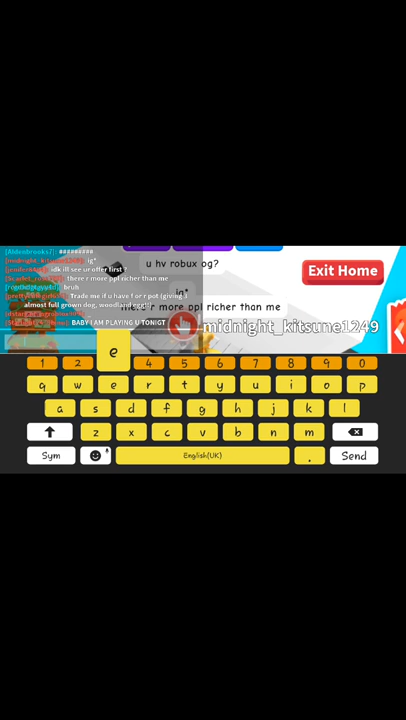 ######### 
ig*
idk ill see ur offer first ?
there r more ppl richer than me
bruh
Trade me if u have f or r pot (giving
almost full grown dog, woodland egg!!!
BABY I AM PLAYING U TONIGT
u hv robux og?
ig*
there r more ppl richer than me
Exit Home
midnight_kitsune1249
e
1 2 4 5 6 7 8 9 0
q w e r t y u i o p
a s d f g h j k l
z x c v b n m
Sym English(UK) . Send